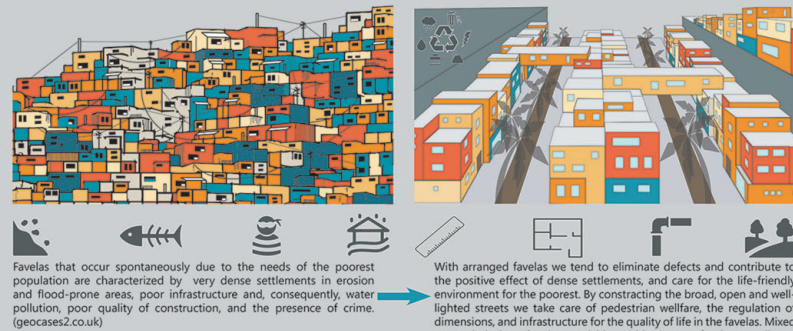 Favelas that occur spontaneously due to the needs of the poorest
population are characterized by very dense settlements in erosion
and flood-prone areas, poor infrastructure and, consequently, water
pollution, poor quality of construction, and the presence of crime.
(geocases2.co.uk)
With arranged favelas we tend to eliminate defects and contribute to
the positive effect of dense settlements, and care for the life-friendly
environment for the poorest. By constracting the broad, open and well-
lighted streets we take care of pedestrian wellfare, the regulation of
dimensions, and infrastructure for the quality of life in the favelas. Mixed